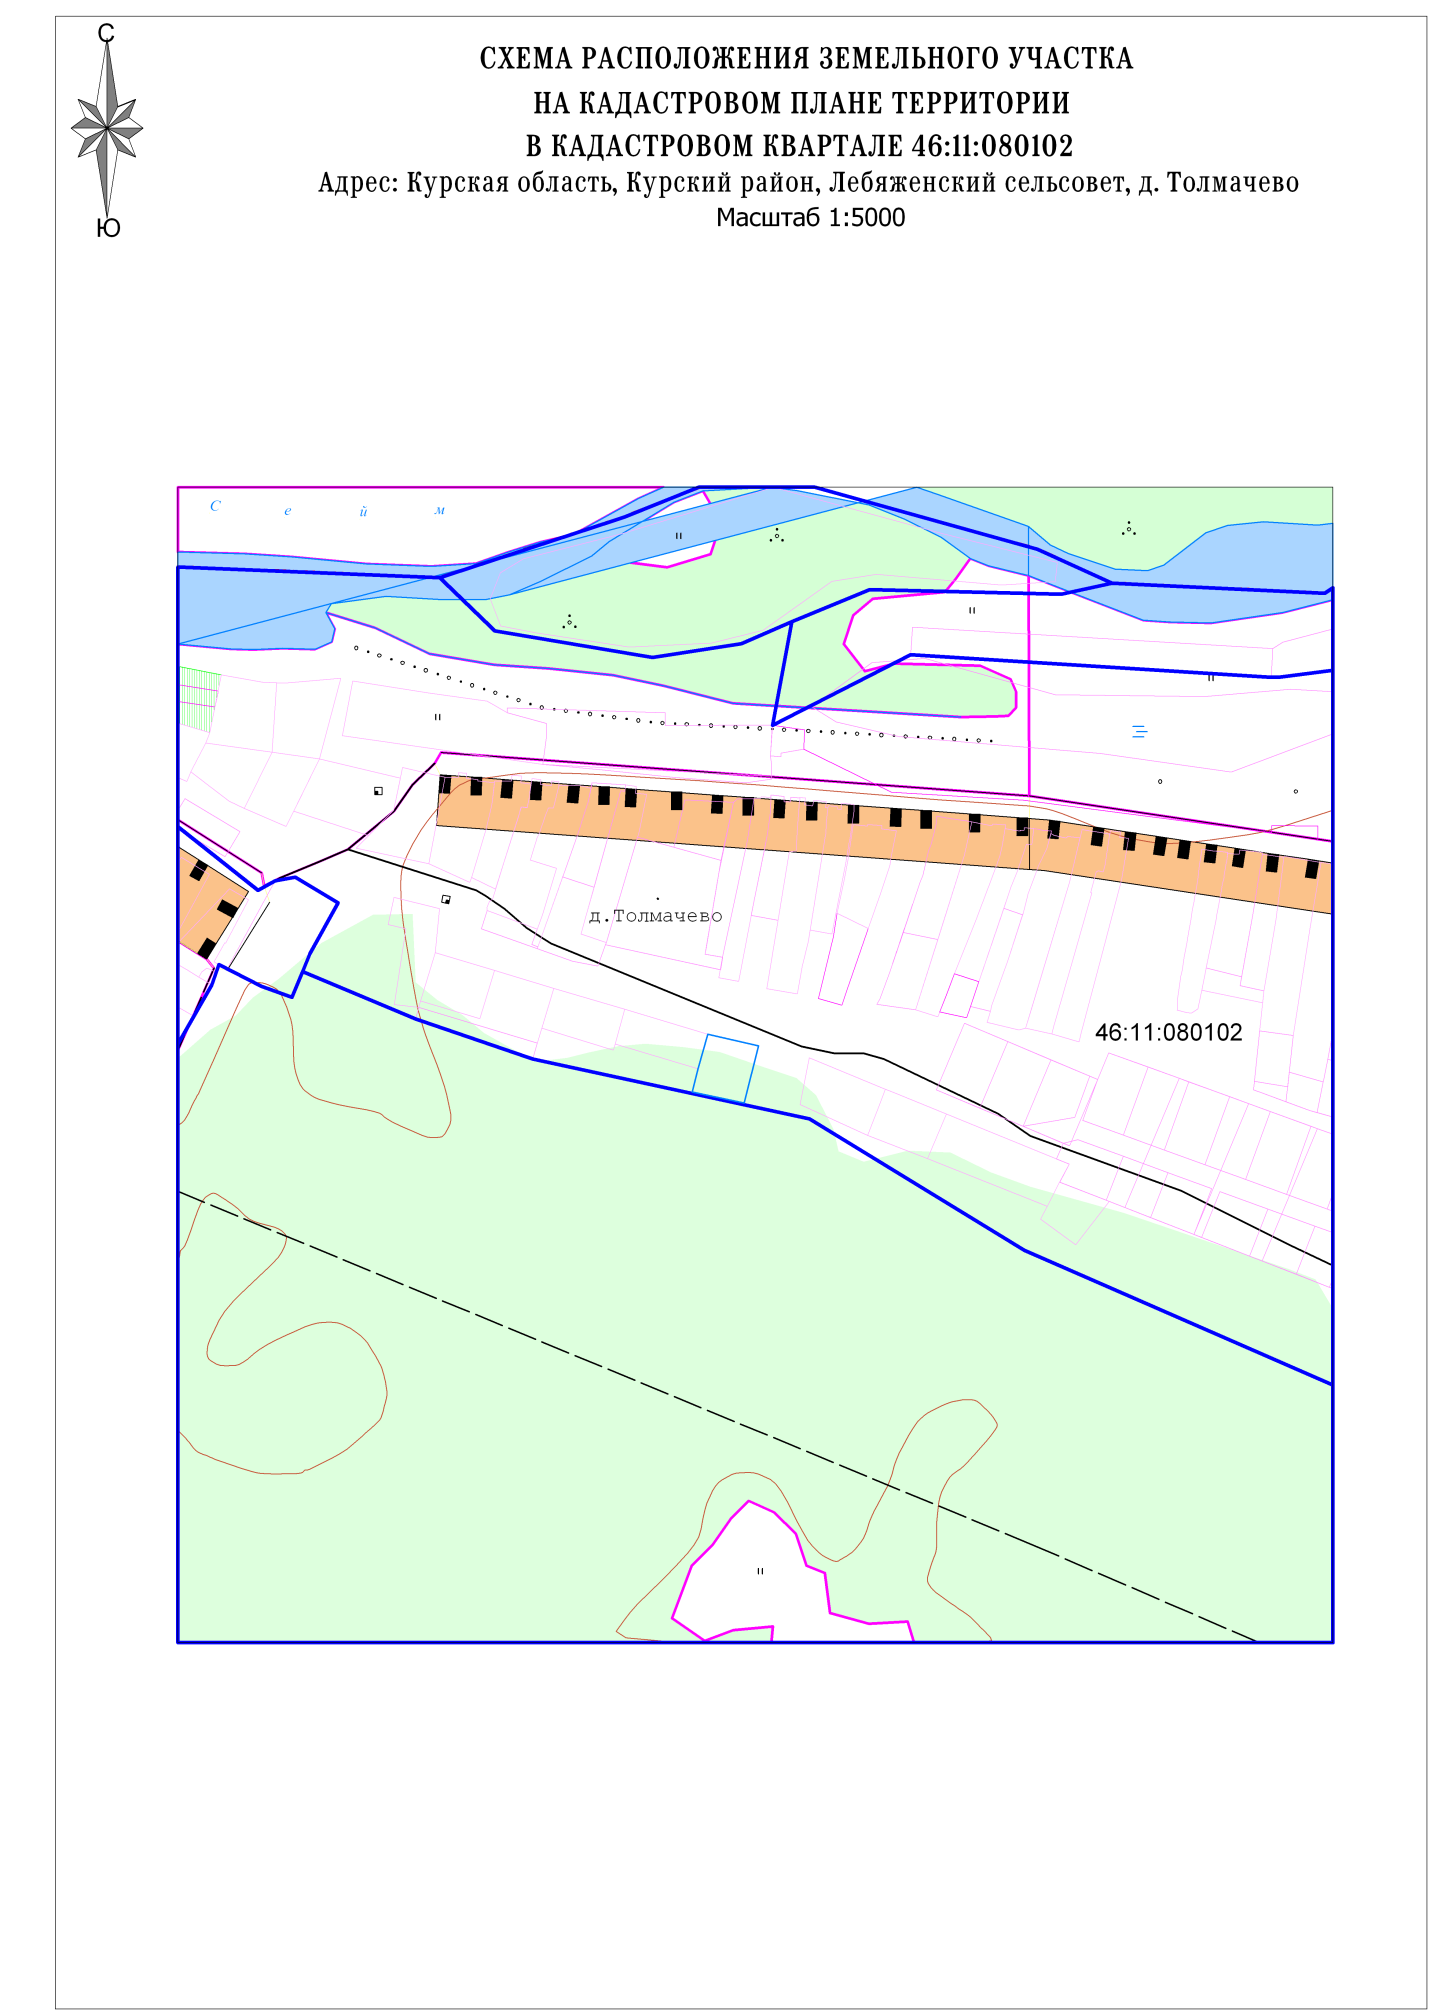 С
Ю
СХЕМА РАСПОЛОЖЕНИЯ ЗЕМЕЛЬНОГО УЧАСТКА
НА КАДАСТРОВОМ ПЛАНЕ ТЕРРИТОРИИ
В КАДАСТРОВОМ КВАРТАЛЕ 46:11:080102
Адрес: Курская область, Курский район, Лебяженский сельсовет, д. Толмачево
Масштаб 1:5000
Сейм
д.Толмачево
46:11:080102